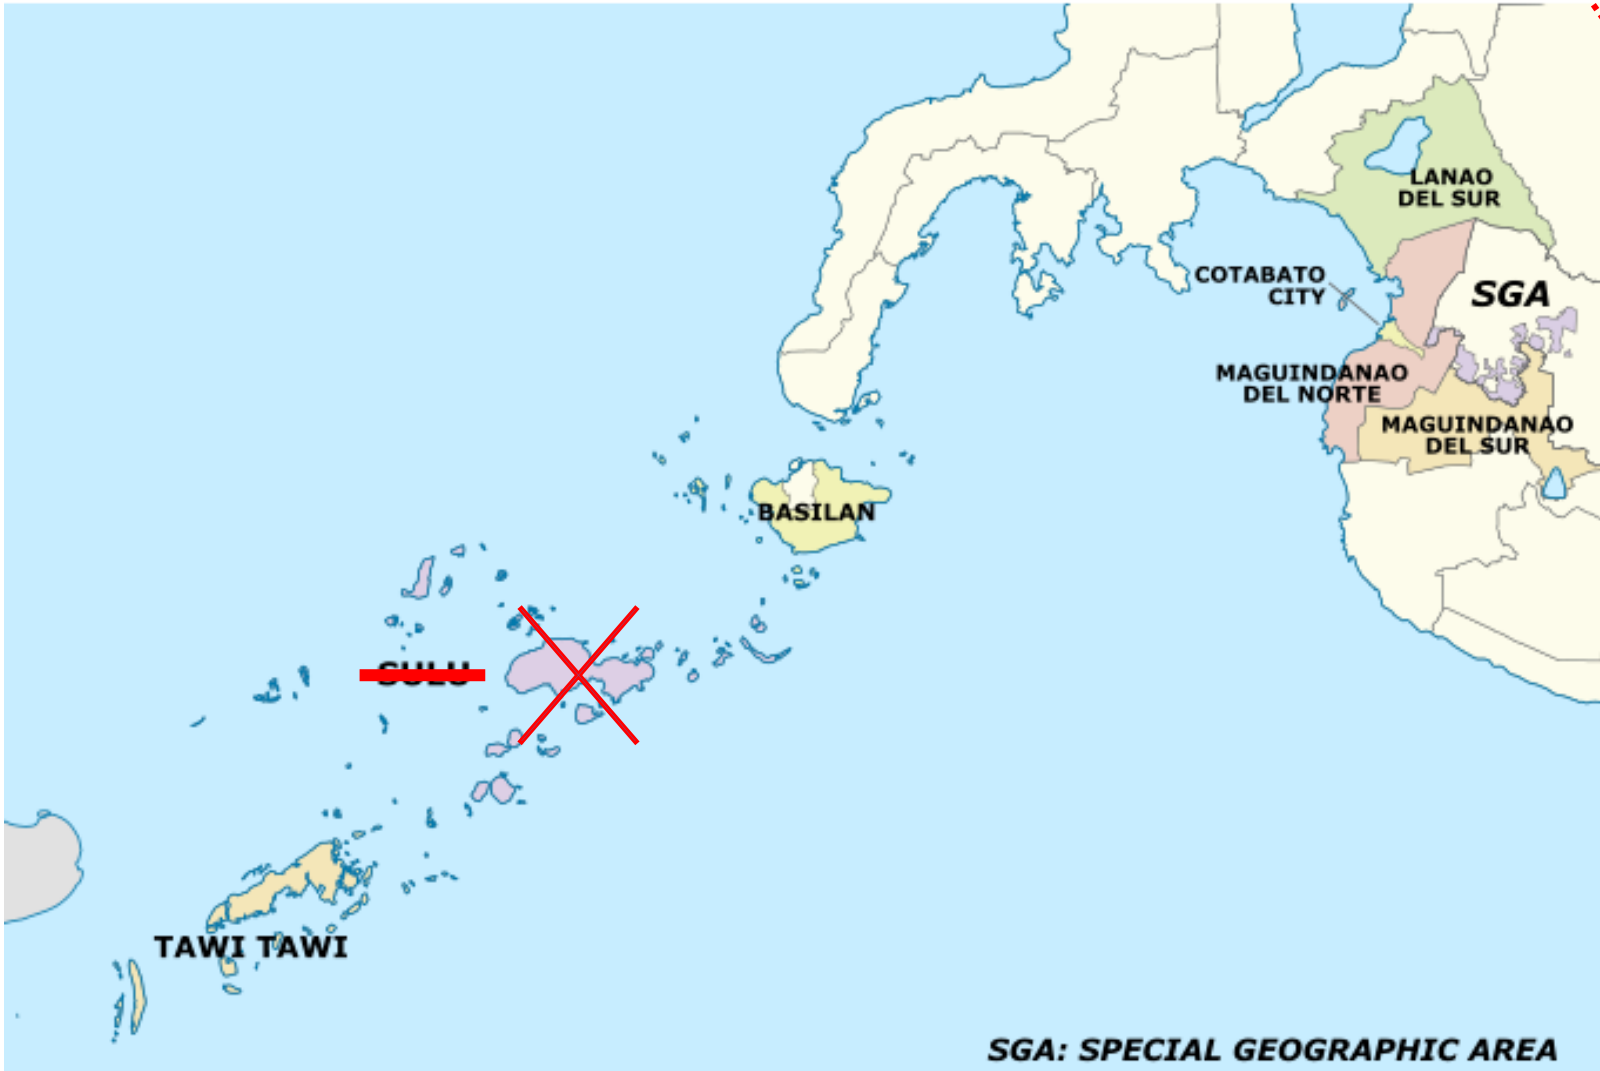 LANAO
DEL SUR
COTABATO
CITY
SGA
MAGUINDANAO
DEL NORTE
MAGUINDANAO
DEL SUR
BASILAN
SULU
TAWI TAWI
SGA: SPECIAL GEOGRAPHIC AREA